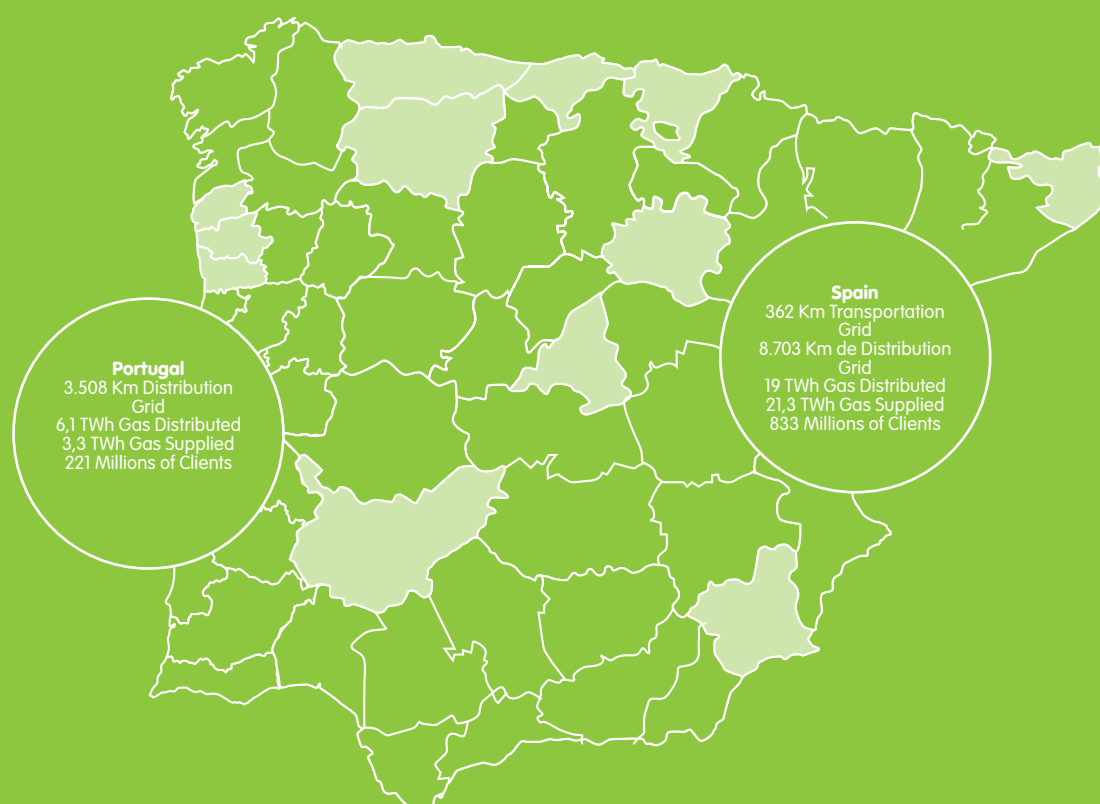 Portugal
3.508 Km Distribution
Grid
6,1 TWh Gas Distributed
3,3 TWh Gas Supplied
221 Millions of Clients
Spain
362 Km Transportation
Grid
8.703 Km de Distribution
Grid
19 TWh Gas Distributed
21,3 TWh Gas Supplied
833 Millions of Clients